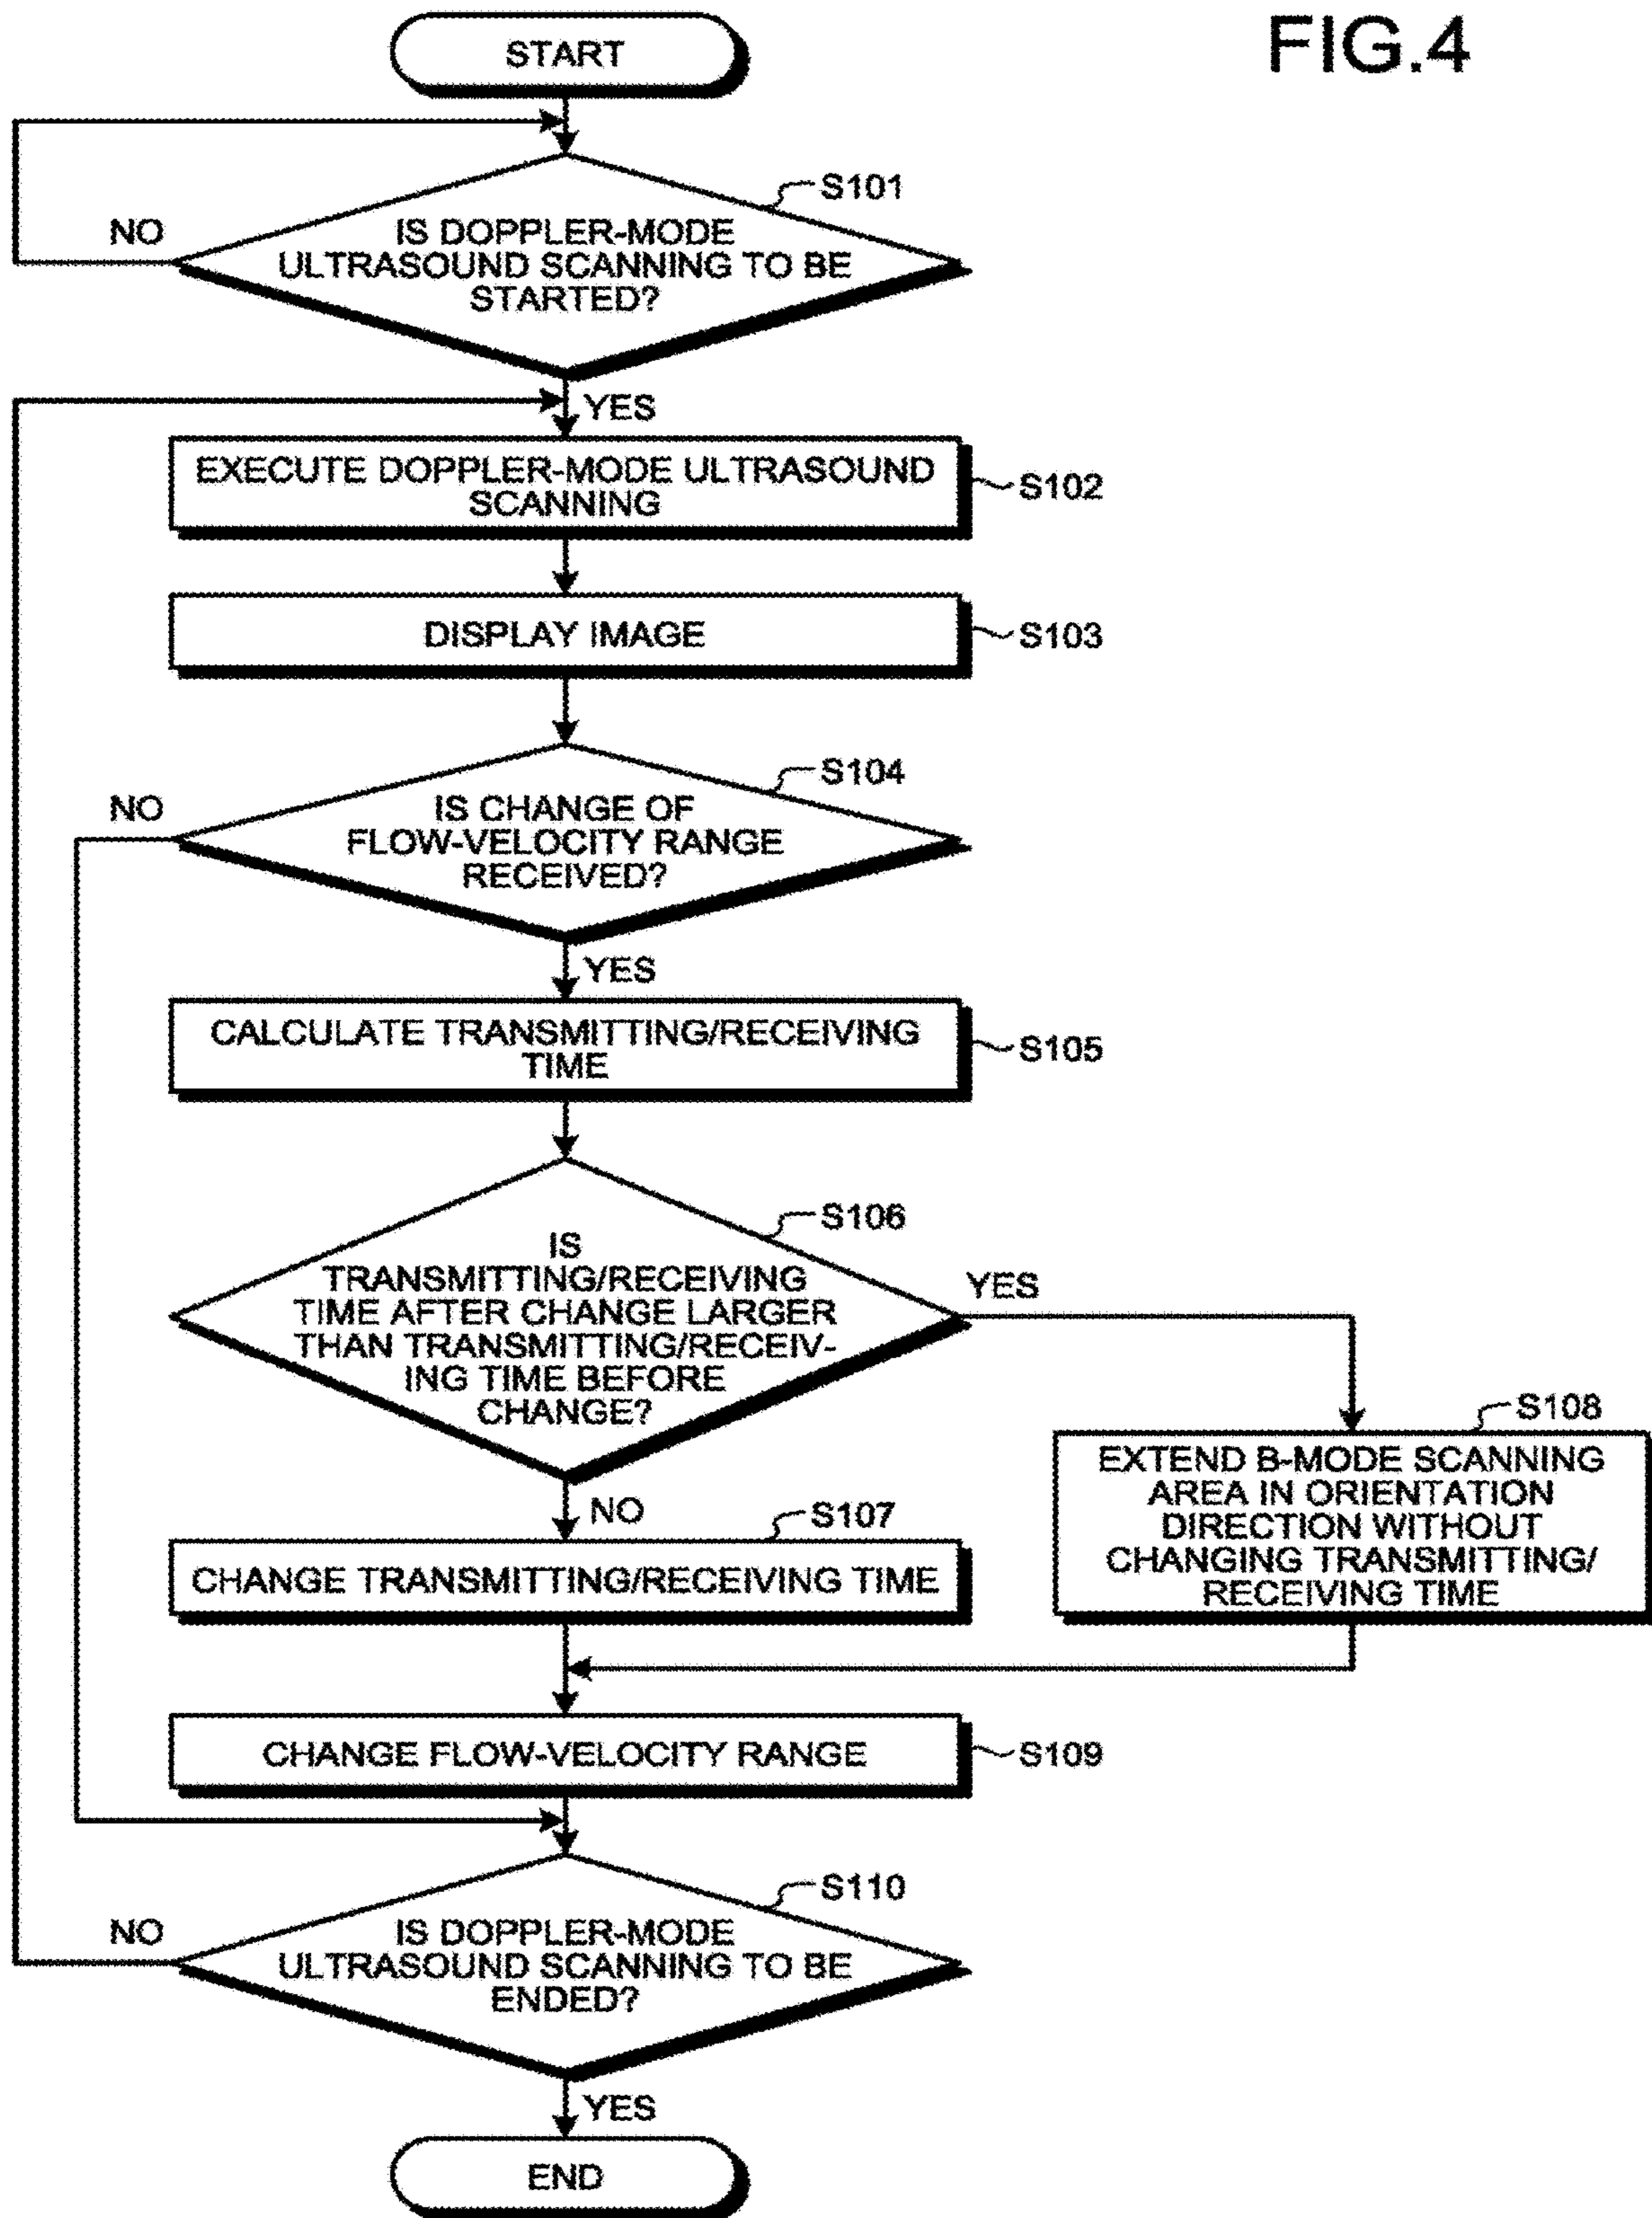 FIG.4
START
S101
NO
IS DOPPLER-MODE
ULTRASOUND SCANNING TO BE
STARTED?
YES
EXECUTE DOPPLER-MODE ULTRASOUND
SCANNING
S102
DISPLAY IMAGE
S103
S104
NO
IS CHANGE OF
FLOW-VELOCITY RANGE
RECEIVED?
YES
CALCULATE TRANSMITTING/RECEIVING
TIME
S105
S106
IS
TRANSMITTING/RECEIVING
TIME AFTER CHANGE LARGER
THAN TRANSMITTING/RECEIV-
ING TIME BEFORE
CHANGE?
YES
NO
S107
CHANGE TRANSMITTING/RECEIVING TIME
S108
EXTEND B-MODE SCANNING
AREA IN ORIENTATION
DIRECTION WITHOUT
CHANGING TRANSMITTING/
RECEIVING TIME
CHANGE FLOW-VELOCITY RANGE
S109
S110
NO
IS DOPPLER-MODE
ULTRASOUND SCANNING TO BE
ENDED?
YES
END